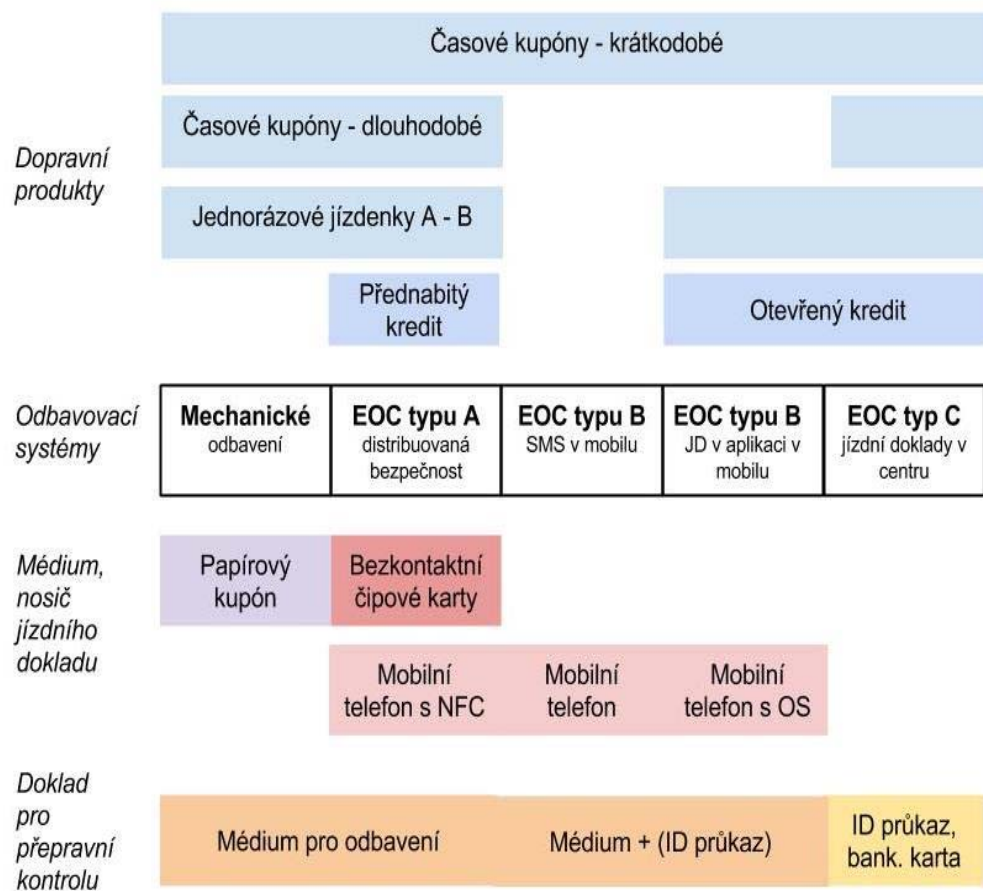 Časové kupóny - krátkodobé
Dopravní
produkty
Časové kupóny - dlouhodobé
Jednorázové jízdenky A - B
Přednabitý
kredit
Otevřený kredit
Odbavovací
systémy
Mechanické
odbavení
EOC typu A
distribuovaná
bezpečnost
EOC typu B
SMS v mobilu
EOC typu B
JD v aplikaci v
mobilu
EOC typ C
jízdní doklady v
centru
Médium,
nosič
jízdního
dokladu
Papírový
kupón
Bezkontaktní
čipové karty
Mobilní
telefon s NFC
Mobilní
telefon
Mobilní
telefon s OS
Doklad
pro
přepravní
kontrolu
Médium pro odbavení
Médium + (ID průkaz)
ID průkaz,
bank. karta